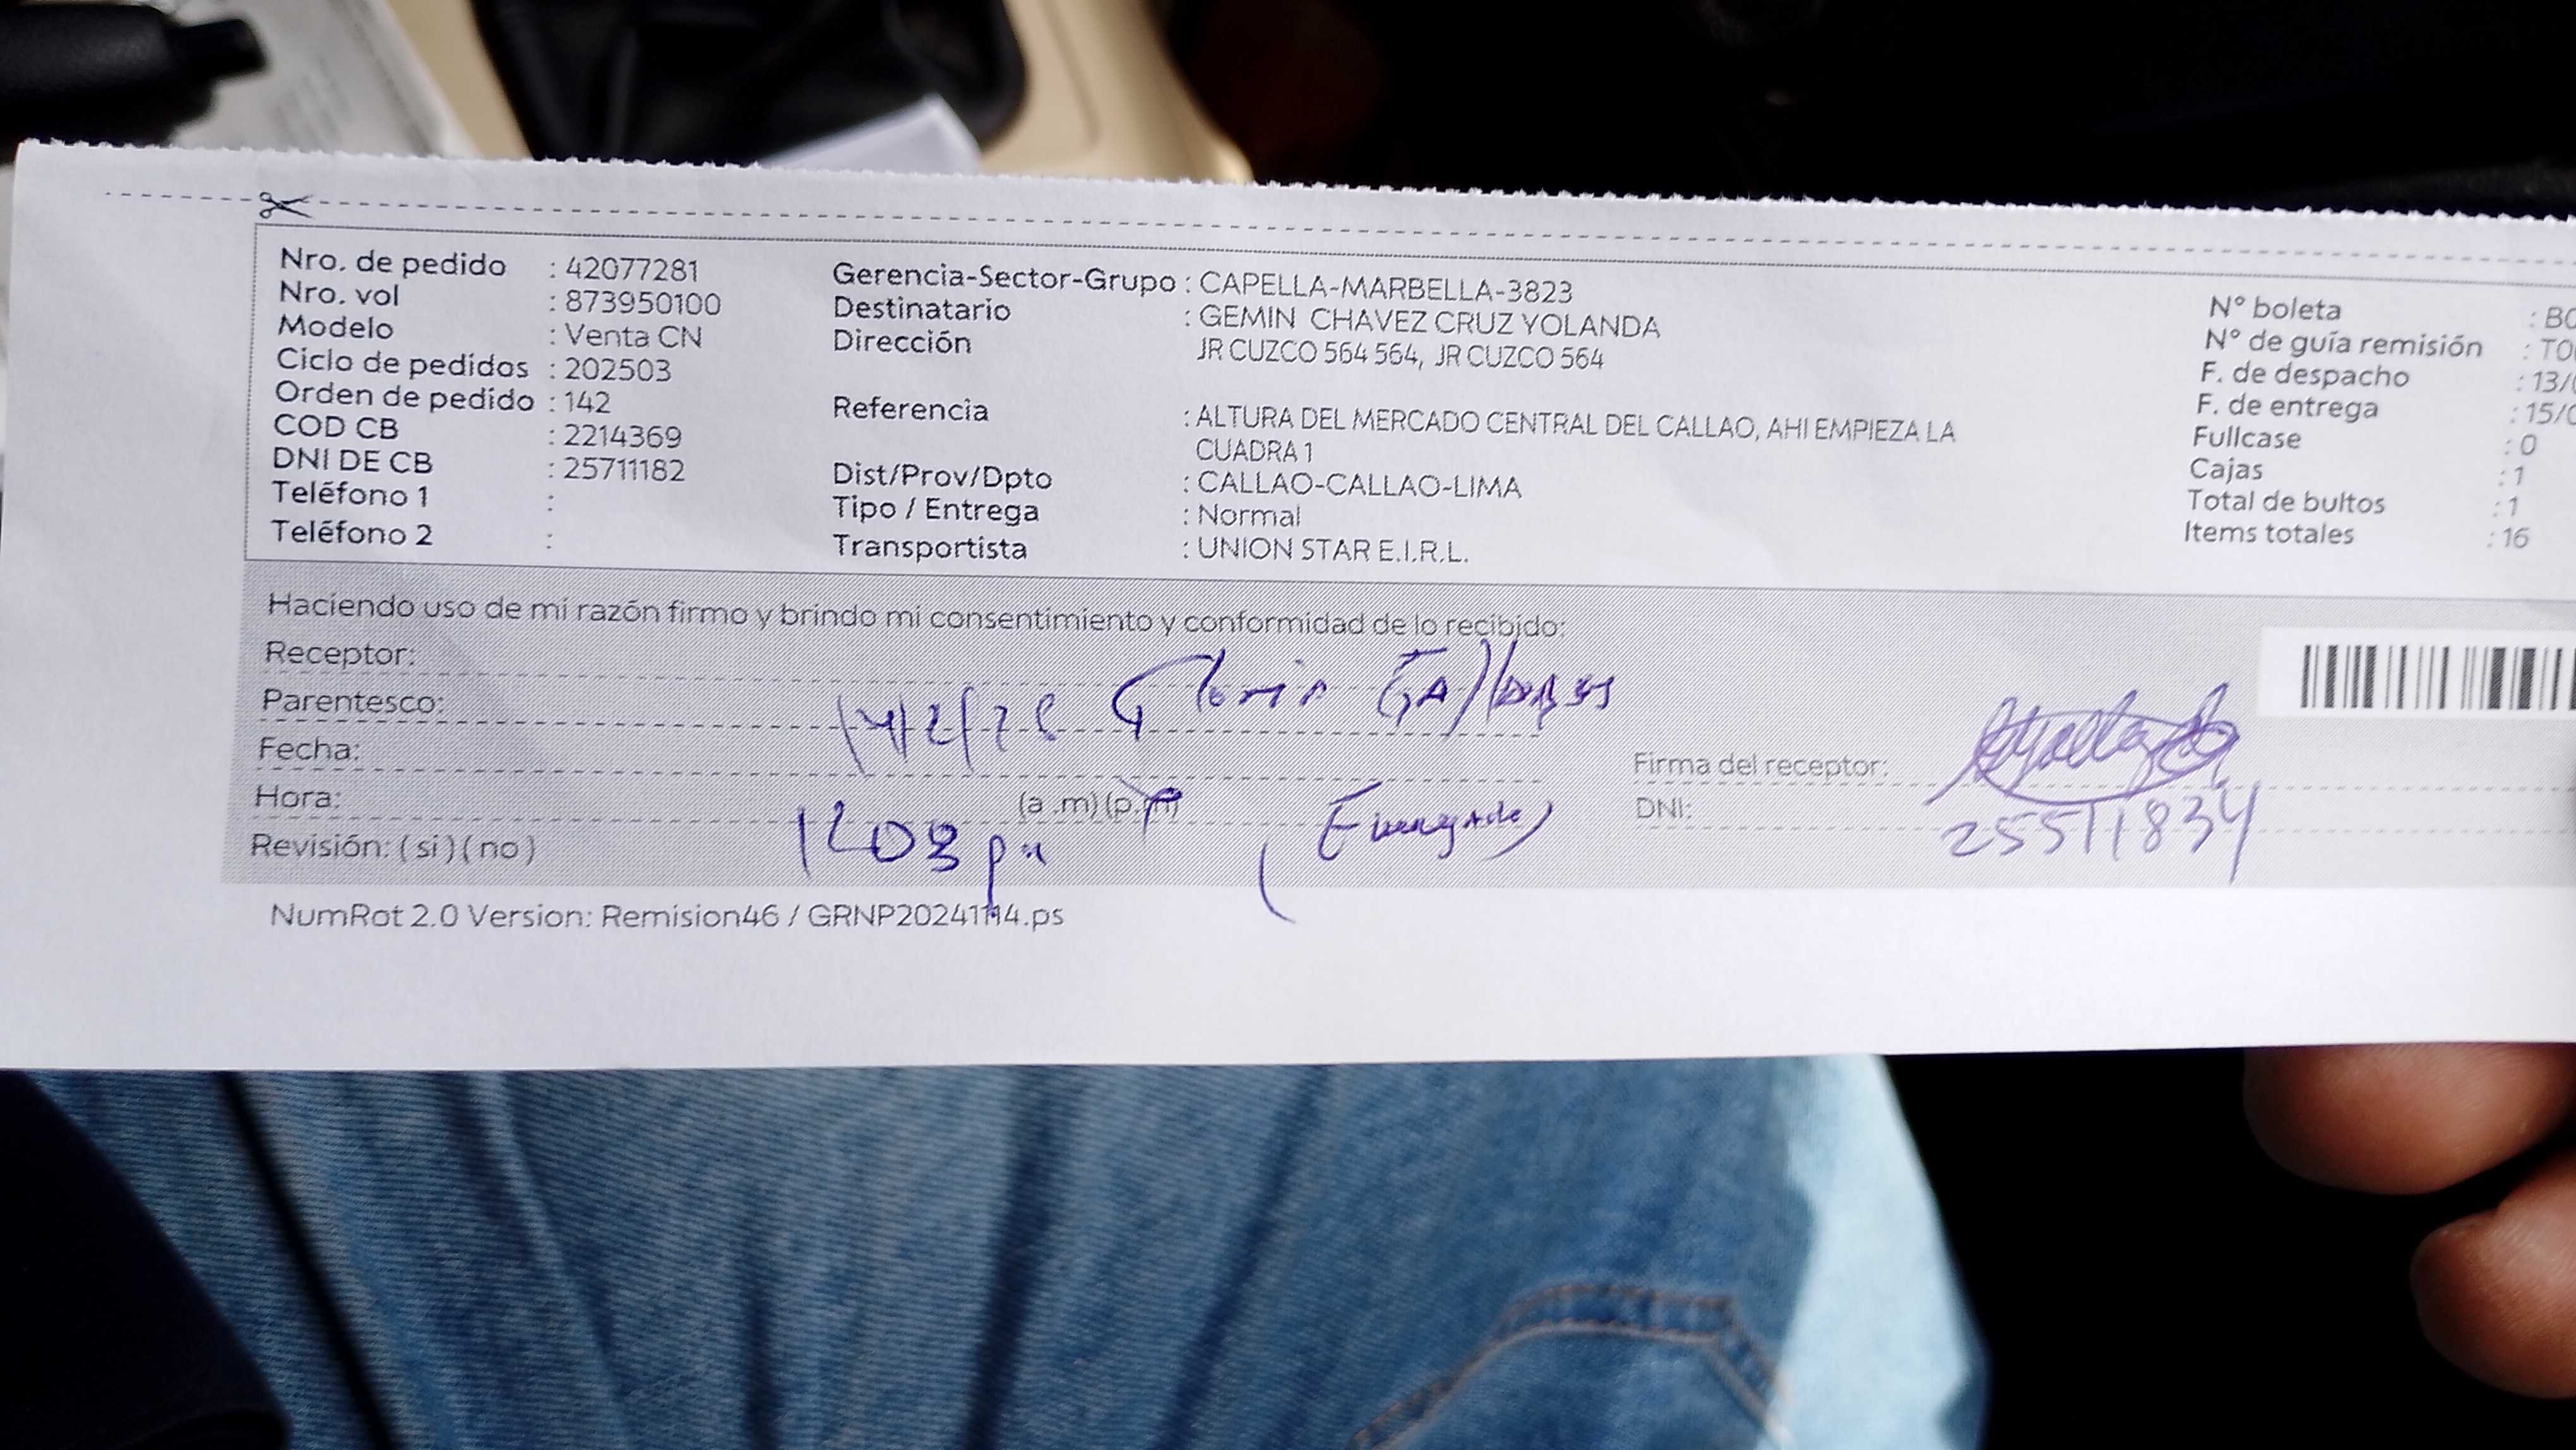 Nro. de pedido : 42077281
Nro. vol : 873950100
Modelo : Venta CN
Ciclo de pedidos : 202503
Orden de pedido : 142
COD CB : 2214369
DNI DE CB : 25711182
Teléfono 1 :
Teléfono 2 :
Gerencia-Sector-Grupo : CAPELLA-MARBELLA-3823
Destinatario : GEMIN CHAVEZ CRUZ YOLANDA
Dirección JR CUZCO 564 564, JR CUZCO 564
Referencia : ALTURA DEL MERCADO CENTRAL DEL CALLAO, AHI EMPIEZA LA
CUADRA 1
Dist/Prov/Dpto : CALLAO-CALLAO-LIMA
Tipo / Entrega : Normal
Transportista : UNION STAR E.I.R.L.
N° boleta : BO
N° de guía remisión : TO
F. de despacho : 13/
F. de entrega : 15/
Fullcase : 0
Cajas : 1
Total de bultos : 1
Items totales : 16
Haciendo uso de mi razón firmo y brindo mi consentimiento y conformidad de lo recibido:
Receptor:
Parentesco:
Fecha:
Hora: (a .m) (p.m)
Revisión: ( si ) ( no )
Firma del receptor:
DNI: 25511834
NumRot 2.0 Version: Remision46 / GRNP20241114.ps